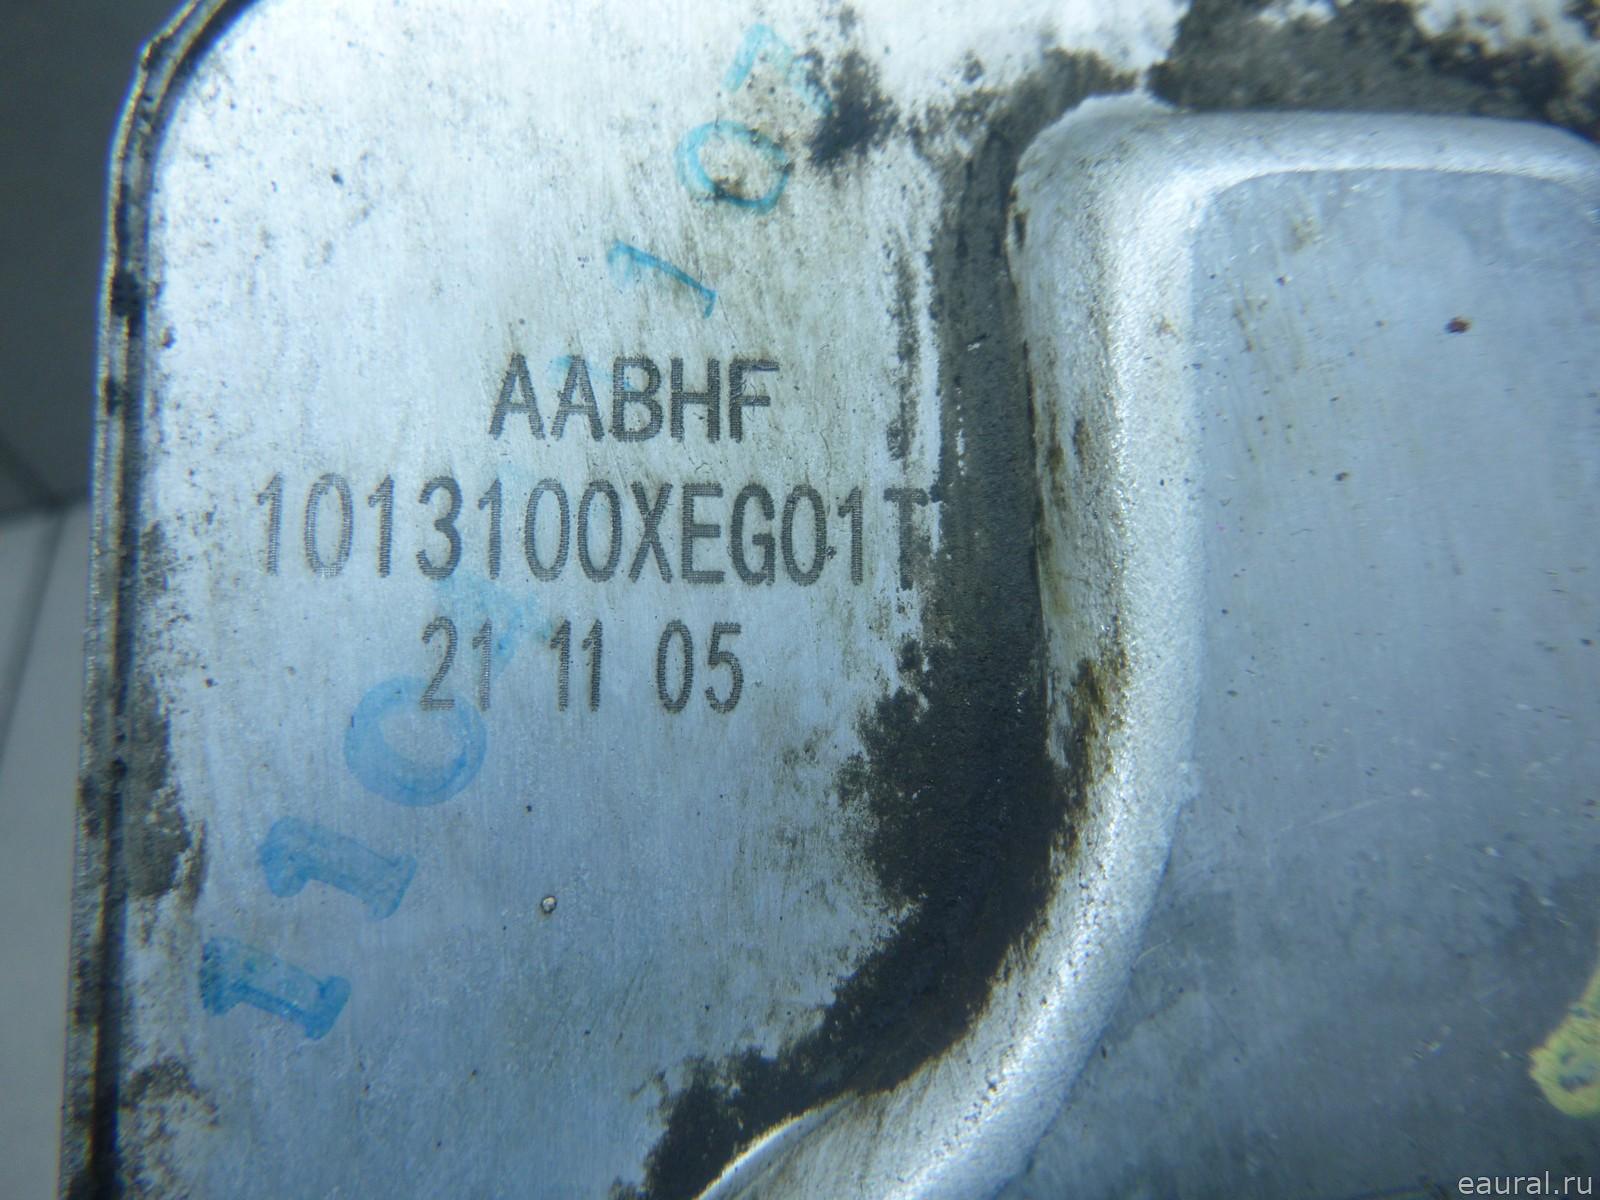 AABHF
1013100XEG01T
21 11 05
eaural.ru